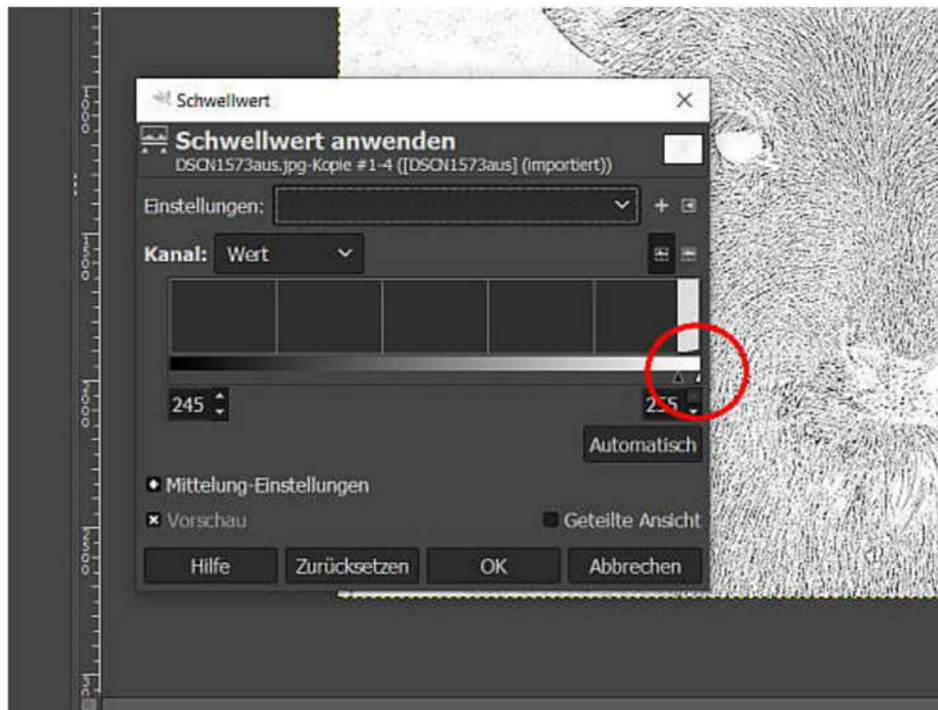 Schwellwert
Schwellwert anwenden
DSCN1573aus.jpg-Kopie #1-4 ([DSCN1573aus] (importiert))
Einstellungen:
Kanal: Wert
245 255
Automatisch
Mittelung-Einstellungen
Vorschau Geteilte Ansicht
Hilfe Zurücksetzen OK Abbrechen